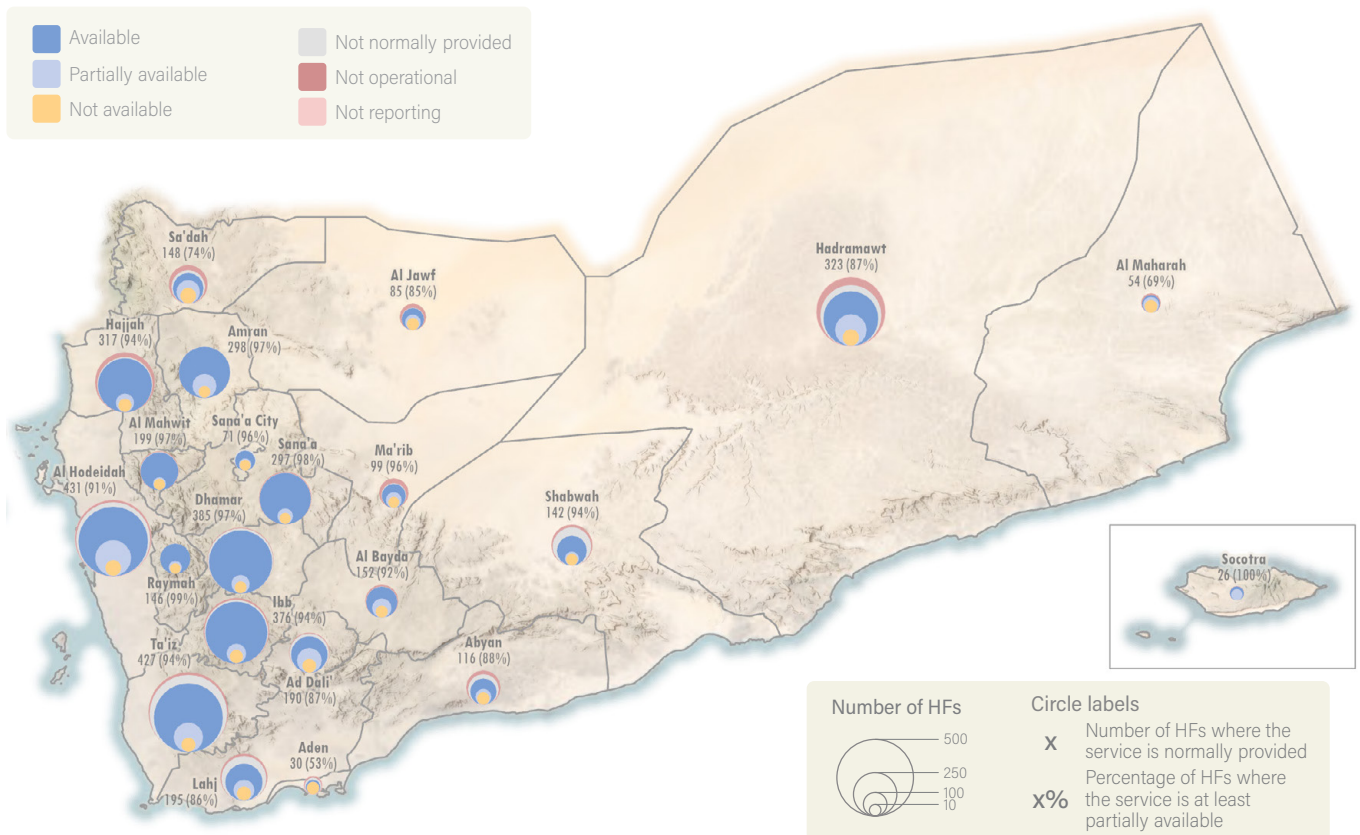 Available
Partially available
Not available
Not normally provided
Not operational
Not reporting
Sa'dah
148 (74%)
Al Jawf
85 (85%)
Hadramawt
323 (87%)
Al Maharah
54 (69%)
Hajjah
317 (94%)
Amran
298 (97%)
Al Mahwit
199 (97%)
Sana'a City
71 (96%)
Sana'a
297 (98%)
Ma'rib
99 (96%)
Al Hodeidah
431 (91%)
Dhamar
385 (97%)
Shabwah
142 (94%)
Al Bayda
152 (92%)
Raymah
146 (99%)
Ibb
376 (94%)
Socotra
26 (100%)
Ta'iz
427 (94%)
Ad Dali'
190 (87%)
Abyan
116 (88%)
Aden
30 (53%)
Lahj
195 (86%)
Number of HFs
500
250
100
10
Circle labels
x Number of HFs where the
service is normally provided
x% Percentage of HFs where
the service is at least
partially available